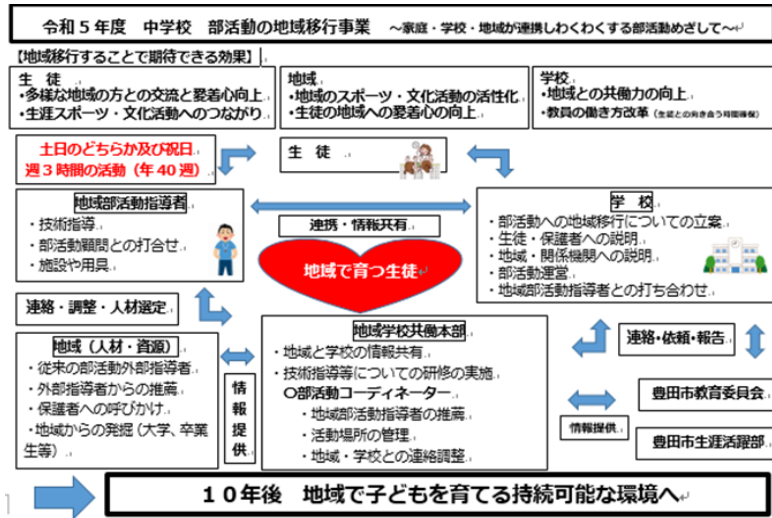 令和５年度　中学校　部活動の地域移行事業　～家庭・学校・地域が連携しわくわくする部活動めざして～
【地域移行することで期待できる効果】
生　徒
・多様な地域の方との交流と愛着心向上
・生涯スポーツ・文化活動へのつながり
地域
・地域のスポーツ・文化活動の活性化
・生徒の地域への愛着心の向上
学校
・地域との共働力の向上
・教員の働き方改革（生徒との向き合う時間確保）
土日のどちらか及び祝日
週３時間の活動（年４０週）
生　徒
地域部活動指導者
・技術指導
・部活動顧問との打合せ
・施設や用具
連携・情報共有
地域で育つ生徒
学　校
・部活動への地域移行についての立案
・生徒・保護者への説明
・地域・関係機関への説明
・部活動運営
・地域部活動指導者との打ち合わせ
連絡・調整・人材選定
地域（人材・資源）
・従来の部活動外部指導者
・外部指導者からの推薦
・保護者への呼びかけ
・地域からの発掘（大学、卒業
生等）
情報提供
地域学校共働本部
・地域と学校の情報共有
・技術指導等についての研修の実施
〇部活動コーディネーター
・地域部活動指導者の推薦
・活動場所の管理
・地域・学校との連絡調整
連絡・依頼・報告
情報提供
豊田市教育委員会
豊田市生涯活躍部
１０年後　地域で子どもを育てる持続可能な環境へ